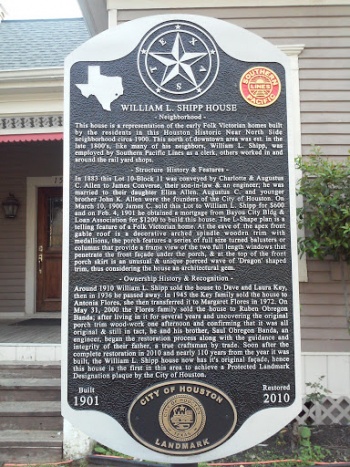 TEXAS
SOUTHERN
LINES
PACIFIC
WILLIAM L. SHIPP HOUSE
- Neighborhood -
This house is a representation of the early Folk Victorian homes built
by the residents in this Houston Historic Near North Side
neighborhood circa 1900. This north of downtown area was est. in the
late 1800's, like many of his neighbors, William L. Shipp, was
employed by Southern Pacific Lines as a clerk, others worked in and
around the rail yard shops.
- Structure History & Features -
In 1883 this Lot 10-Block 11 was conveyed by Charlotte & Augustus
C. Allen to James Converse, their son-in-law & an engineer; he was
married to their daughter Eliza Allen. Augustus C. and younger
brother John K. Allen were the founders of the City of Houston. On
March 10, 1900 James C. sold this Lot to William L. Shipp for $600
and on Feb. 4, 1901 he obtained a mortgage from Bayou City Bldg &
Loan Association for $1200 to build this house. The L-Shape plan is a
telling feature of a Folk Victorian home. At the eave of the apex front
gable roof is a decorative arched spindle wooden trim with
medallions, the porch features a series of full size turned balusters or
columns that provide a frame view of the two full length windows that
penetrate the front façade under the porch, & at the top of the front
porch skirt is an unusual & unique pierced wave of 'Dragon' shaped
trim, thus considering the house an architectural gem.
- Ownership History & Recognition -
Around 1910 William L. Shipp sold the house to Dave and Laura Key,
then in 1936 he passed away. In 1945 the Key family sold the house to
Antonia Flores, she then transferred it to Margaret Flores in 1972. On
May 31, 2000 the Flores family sold the house to Ruben Obregon
Banda; after living in it for several years and uncovering the original
porch trim wood-work one afternoon and confirming that it was all
original & still in tact, he and his brother, Saul Obregon Banda, an
engineer, began the restoration process along with the guidance and
integrity of their father, a true craftsman by trade. Soon after the
complete restoration in 2010 and nearly 110 years from the year it was
built, the William L. Shipp house now has it's original façade, hence
this house is the first in this area to achieve a Protected Landmark
Designation plaque by the City of Houston.
Built
1901
Restored
2010
CITY OF HOUSTON
LANDMARK